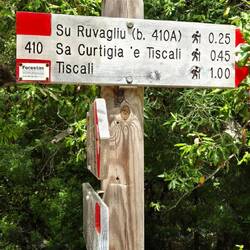 Su Ruvagliu (b. 410A) 0.25
410 Sa Curtigia 'e Tiscali 0.45
Tiscali 1.00